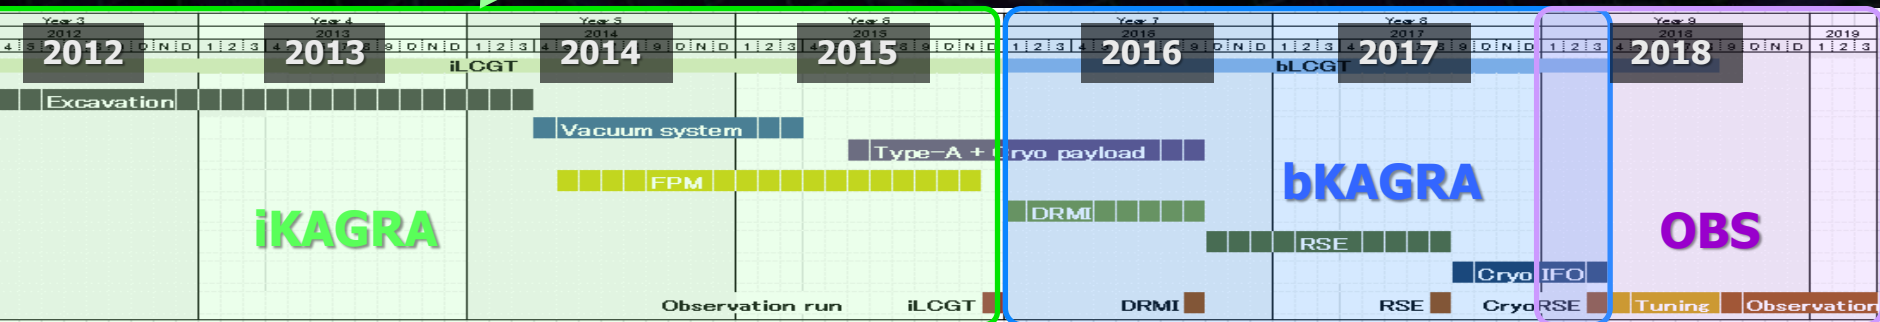 Year 3 Year 4 Year 5 Year 6 Year 7 Year 8 Year 9
2012 2013 2014 2015 2016 2017 2018 2019
2012 2013 2014 2015 2016 2017 2018
iLCGT bLCGT
Excavation
Vacuum system
Type-A + Cryo payload
FPM
bKAGRA
iKAGRA
DRMI
OBS
RSE
Cryo IFO
Observation run iLCGT DRMI RSE CryoRSE Tuning Observation